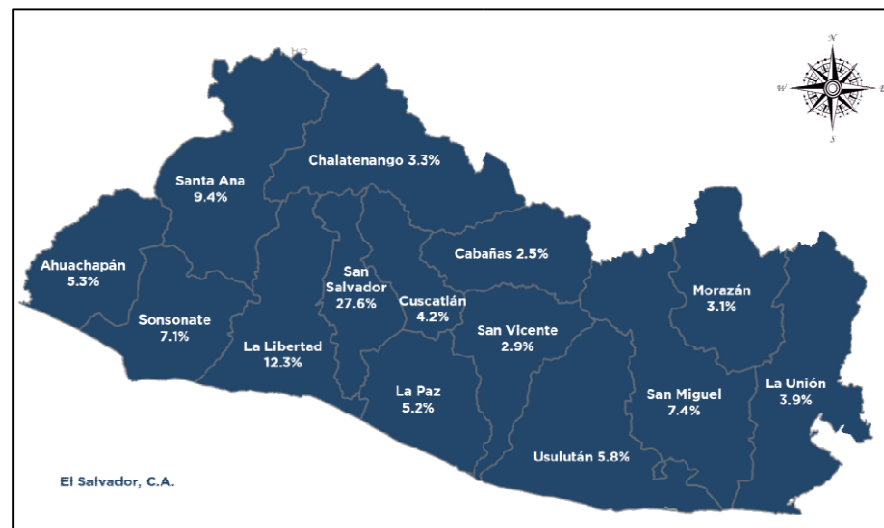 HO
N
W
E
S
Chalatenango 3.3%
Santa Ana
9.4%
Cabañas 2.5%
Ahuachapán
5.3%
San
Salvador
27.6%
Morazán
3.1%
Cuscatlán
4.2%
Sonsonate
7.1%
San Vicente
2.9%
La Libertad
12.3%
La Paz
5.2%
San Miguel
7.4%
La Unión
3.9%
Usulután 5.8%
El Salvador, C.A.